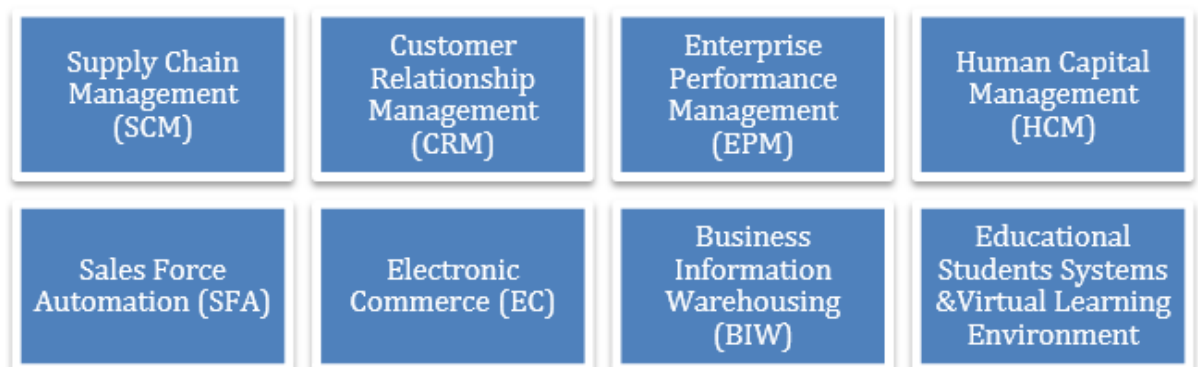 Supply Chain
Management
(SCM)
Customer
Relationship
Management
(CRM)
Enterprise
Performance
Management
(EPM)
Human Capital
Management
(HCM)
Sales Force
Automation (SFA)
Electronic
Commerce (EC)
Business
Information
Warehousing
(BIW)
Educational
Students Systems
&Virtual Learning
Environment